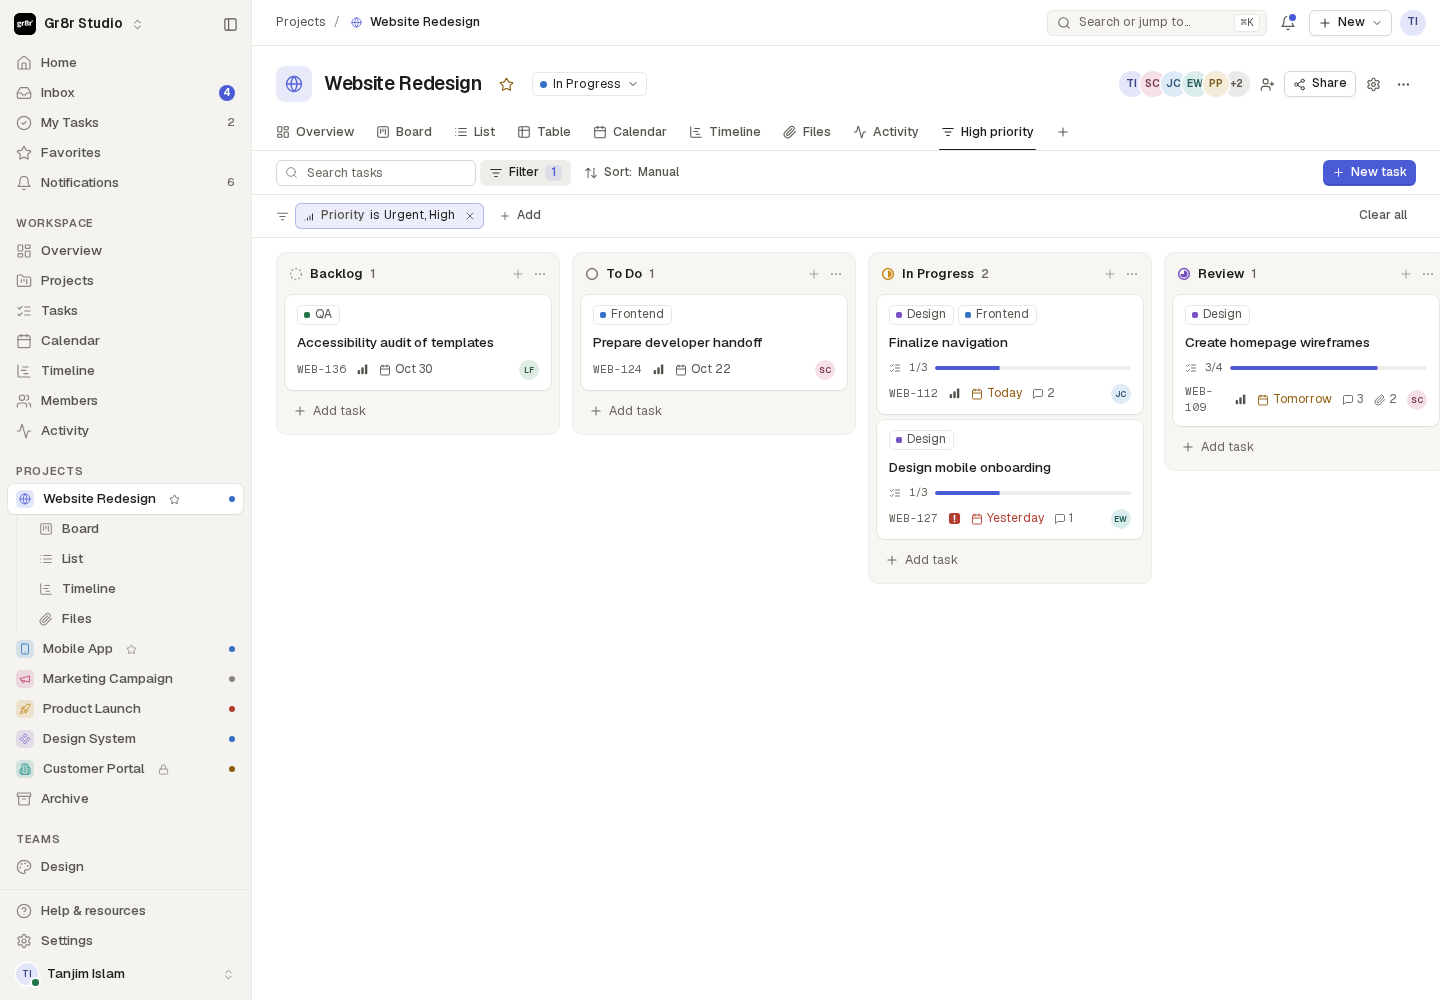 gr8r Gr8r Studio
Home
Inbox 4
My Tasks 2
Favorites
Notifications 6
WORKSPACE
Overview
Projects
Tasks
Calendar
Timeline
Members
Activity
PROJECTS
Website Redesign
Board
List
Timeline
Files
Mobile App
Marketing Campaign
Product Launch
Design System
Customer Portal
Archive
TEAMS
Design
Help & resources
Settings
TI Tanjim Islam
Projects / Website Redesign
Search or jump to... ⌘K
New
TI
Website Redesign
In Progress
TI SC JC EW PP +2
Share
Overview Board List Table Calendar Timeline Files Activity High priority
Search tasks
Filter 1
Sort: Manual
New task
Priority is Urgent, High
Add
Clear all
Backlog 1
QA
Accessibility audit of templates
WEB-136 Oct 30 LF
Add task
To Do 1
Frontend
Prepare developer handoff
WEB-124 Oct 22 SC
Add task
In Progress 2
Design Frontend
Finalize navigation
1/3
WEB-112 Today 2 JC
Design
Design mobile onboarding
1/3
WEB-127 Yesterday 1 EW
Add task
Review 1
Design
Create homepage wireframes
3/4
WEB-
109 Tomorrow 3 2 SC
Add task